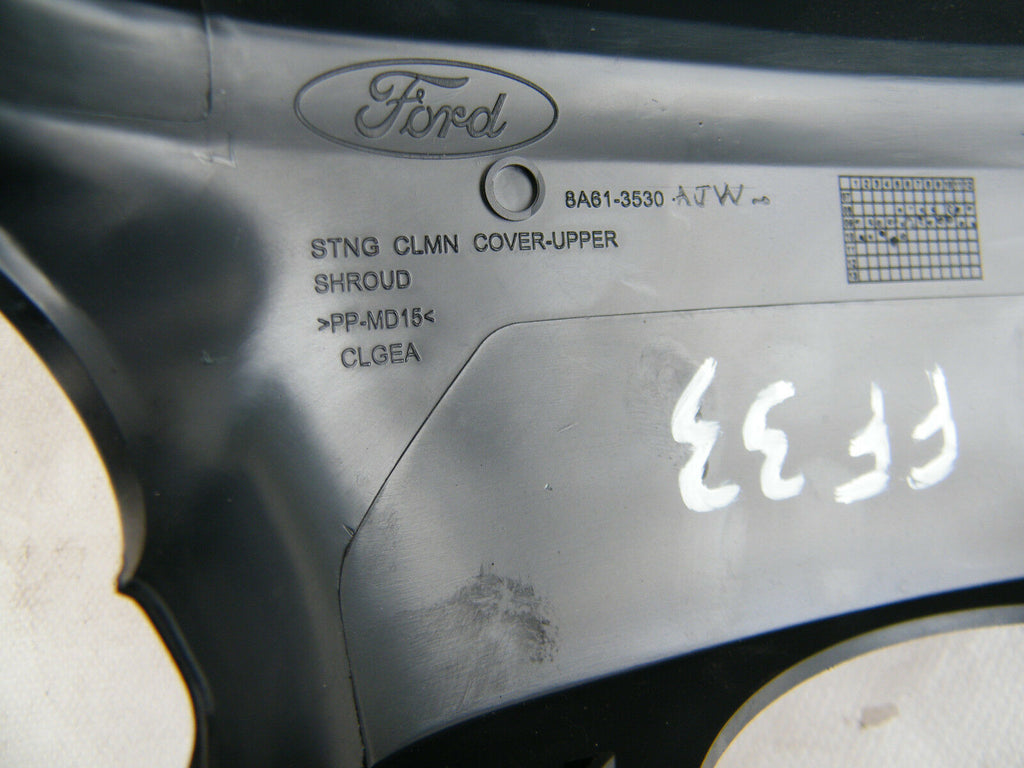 Ford
8A61-3530 AJW
STNG CLMN COVER-UPPER
SHROUD
>PP-MD15<
CLGEA
FF33